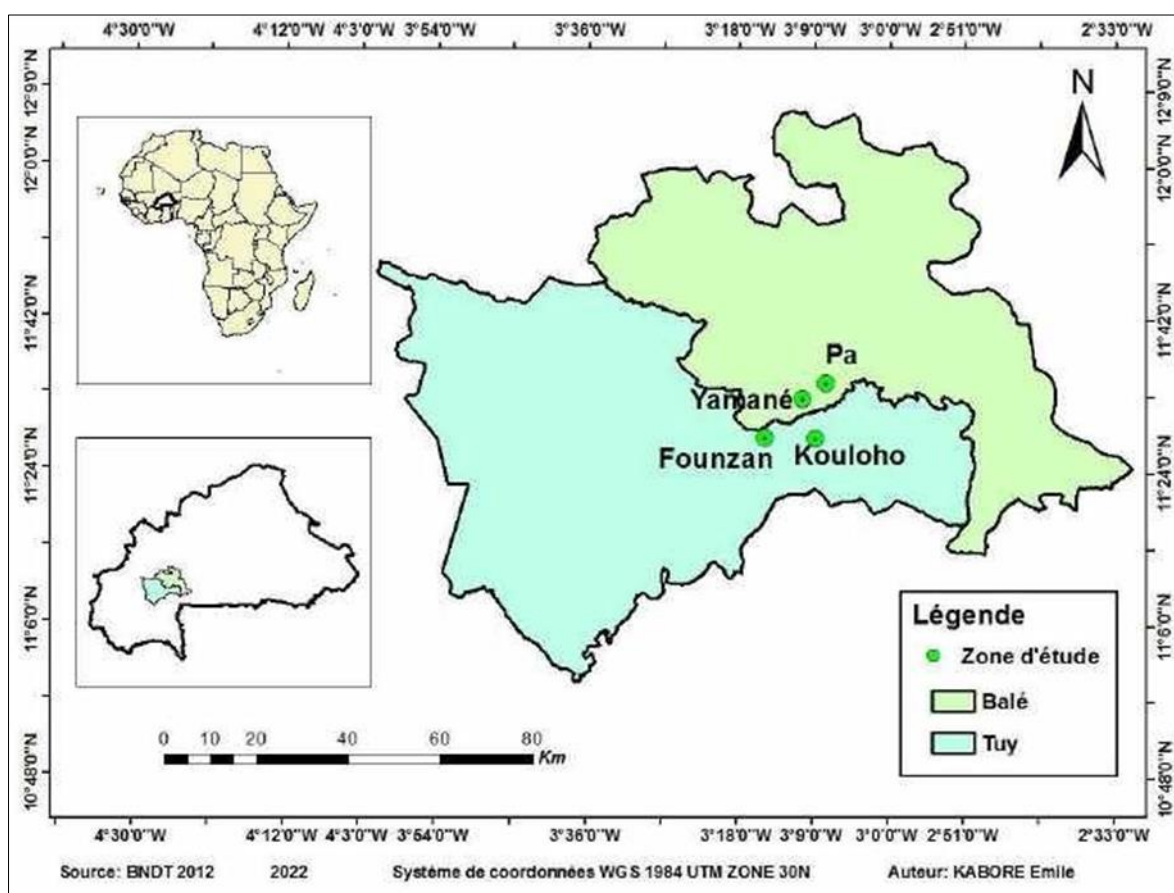 4°30'0"W 4°12'0"W 4°3'0"W 3°54'0"W 3°36'0"W 3°18'0"W 3°9'0"W 3°0'0"W 2°51'0"W 2°33'0"W
12°9'0"N
12°0'0"N
11°42'0"N
11°24'0"N
11°6'0"N
10°48'0"N
N
Pa
Yamané
Founzan
Kouloho
12°9'0"N
12°0'0"N
11°42'0"N
11°24'0"N
11°6'0"N
10°48'0"N
Légende
Zone d'étude
Balé
Tuy
0 10 20 40 60 80
Km
4°30'0"W 4°12'0"W 4°3'0"W 3°54'0"W 3°36'0"W 3°18'0"W 3°9'0"W 3°0'0"W 2°51'0"W 2°33'0"W
Source: BNDT 2012 2022 Système de coordonnées WGS 1984 UTM ZONE 30N Auteur: KABORE Emile